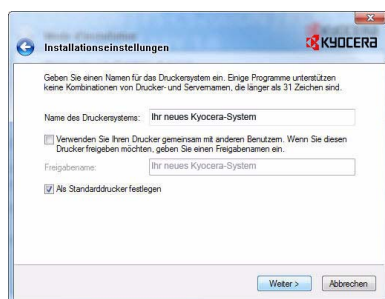 Installationseinstellungen
KYOCERA
Geben Sie einen Namen für das Druckersystem ein. Einige Programme unterstützen
keine Kombinationen von Drucker- und Servernamen, die länger als 31 Zeichen sind.
Name des Druckersystems: Ihr neues Kyocera-System
Verwenden Sie Ihren Drucker gemeinsam mit anderen Benutzern. Wenn Sie diesen
Drucker freigeben möchten, geben Sie einen Freigabenamen ein.
Freigabename: Ihr neues Kyocera-System
Als Standarddrucker festlegen
Weiter > Abbrechen